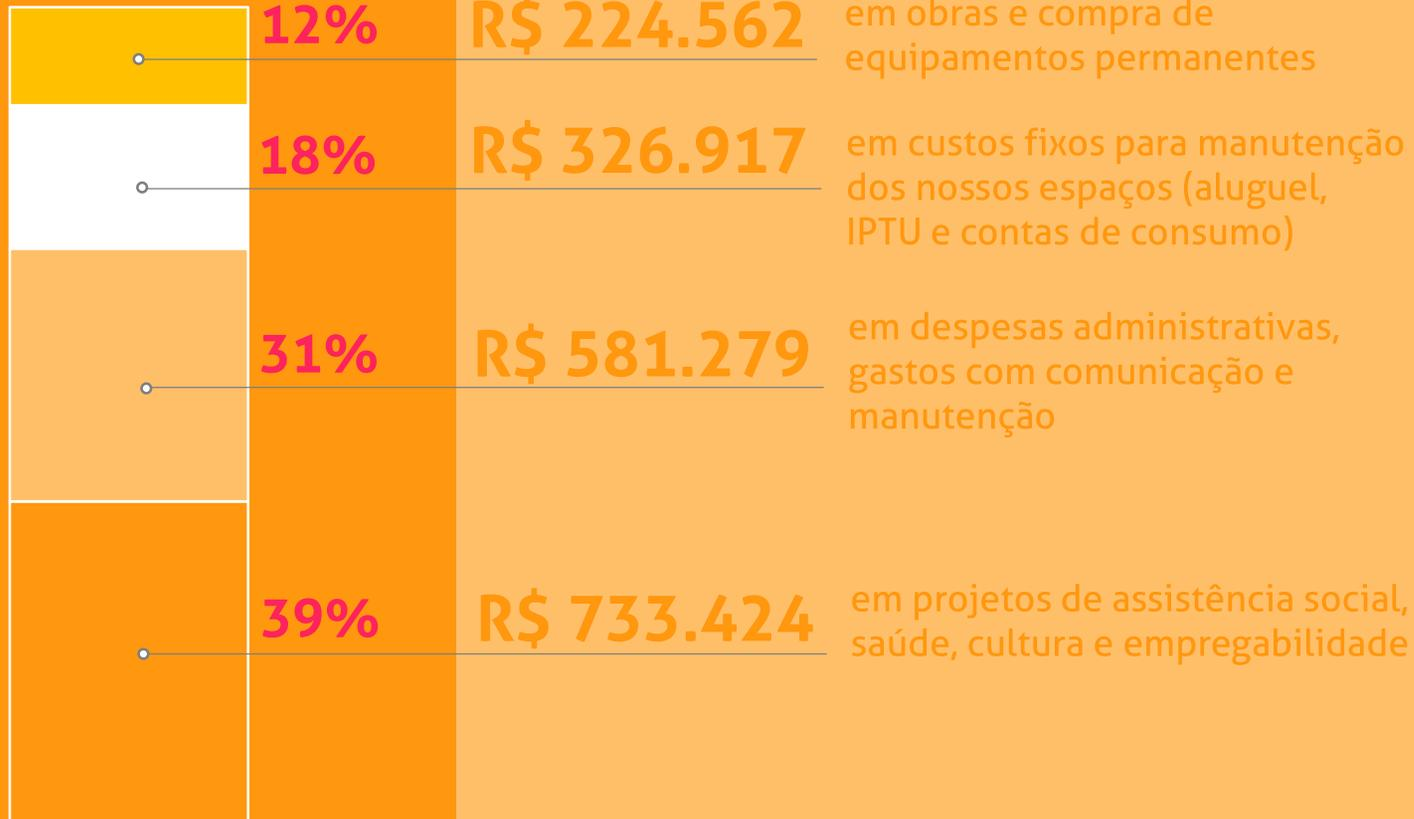 12% R$ 224.562 em obras e compra de
equipamentos permanentes
18% R$ 326.917 em custos fixos para manutenção
dos nossos espaços (aluguel,
IPTU e contas de consumo)
31% R$ 581.279 em despesas administrativas,
gastos com comunicação e
manutenção
39% R$ 733.424 em projetos de assistência social,
saúde, cultura e empregabilidade